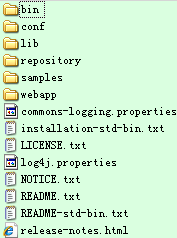 bin
conf
lib
repository
samples
webapp
commons-logging.properties
installation-std-bin.txt
LICENSE.txt
log4j.properties
NOTICE.txt
README.txt
README-std-bin.txt
release-notes.html